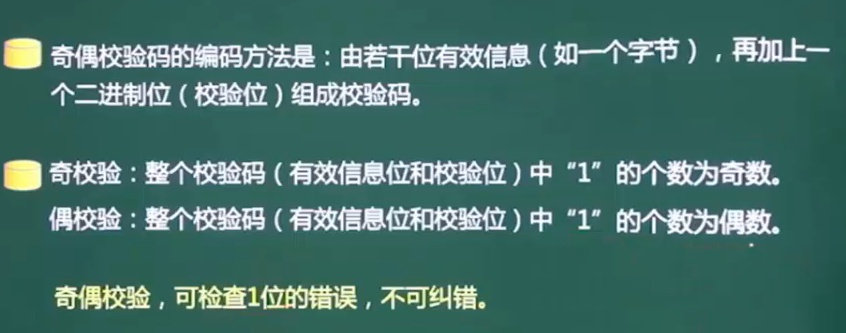 奇偶校验码的编码方法是：由若干位有效信息（如一个字节），再加上一
个二进制位（校验位）组成校验码。
奇校验：整个校验码（有效信息位和校验位）中“1”的个数为奇数。
偶校验：整个校验码（有效信息位和校验位）中“1”的个数为偶数。
奇偶校验，可检查1位的错误，不可纠错。